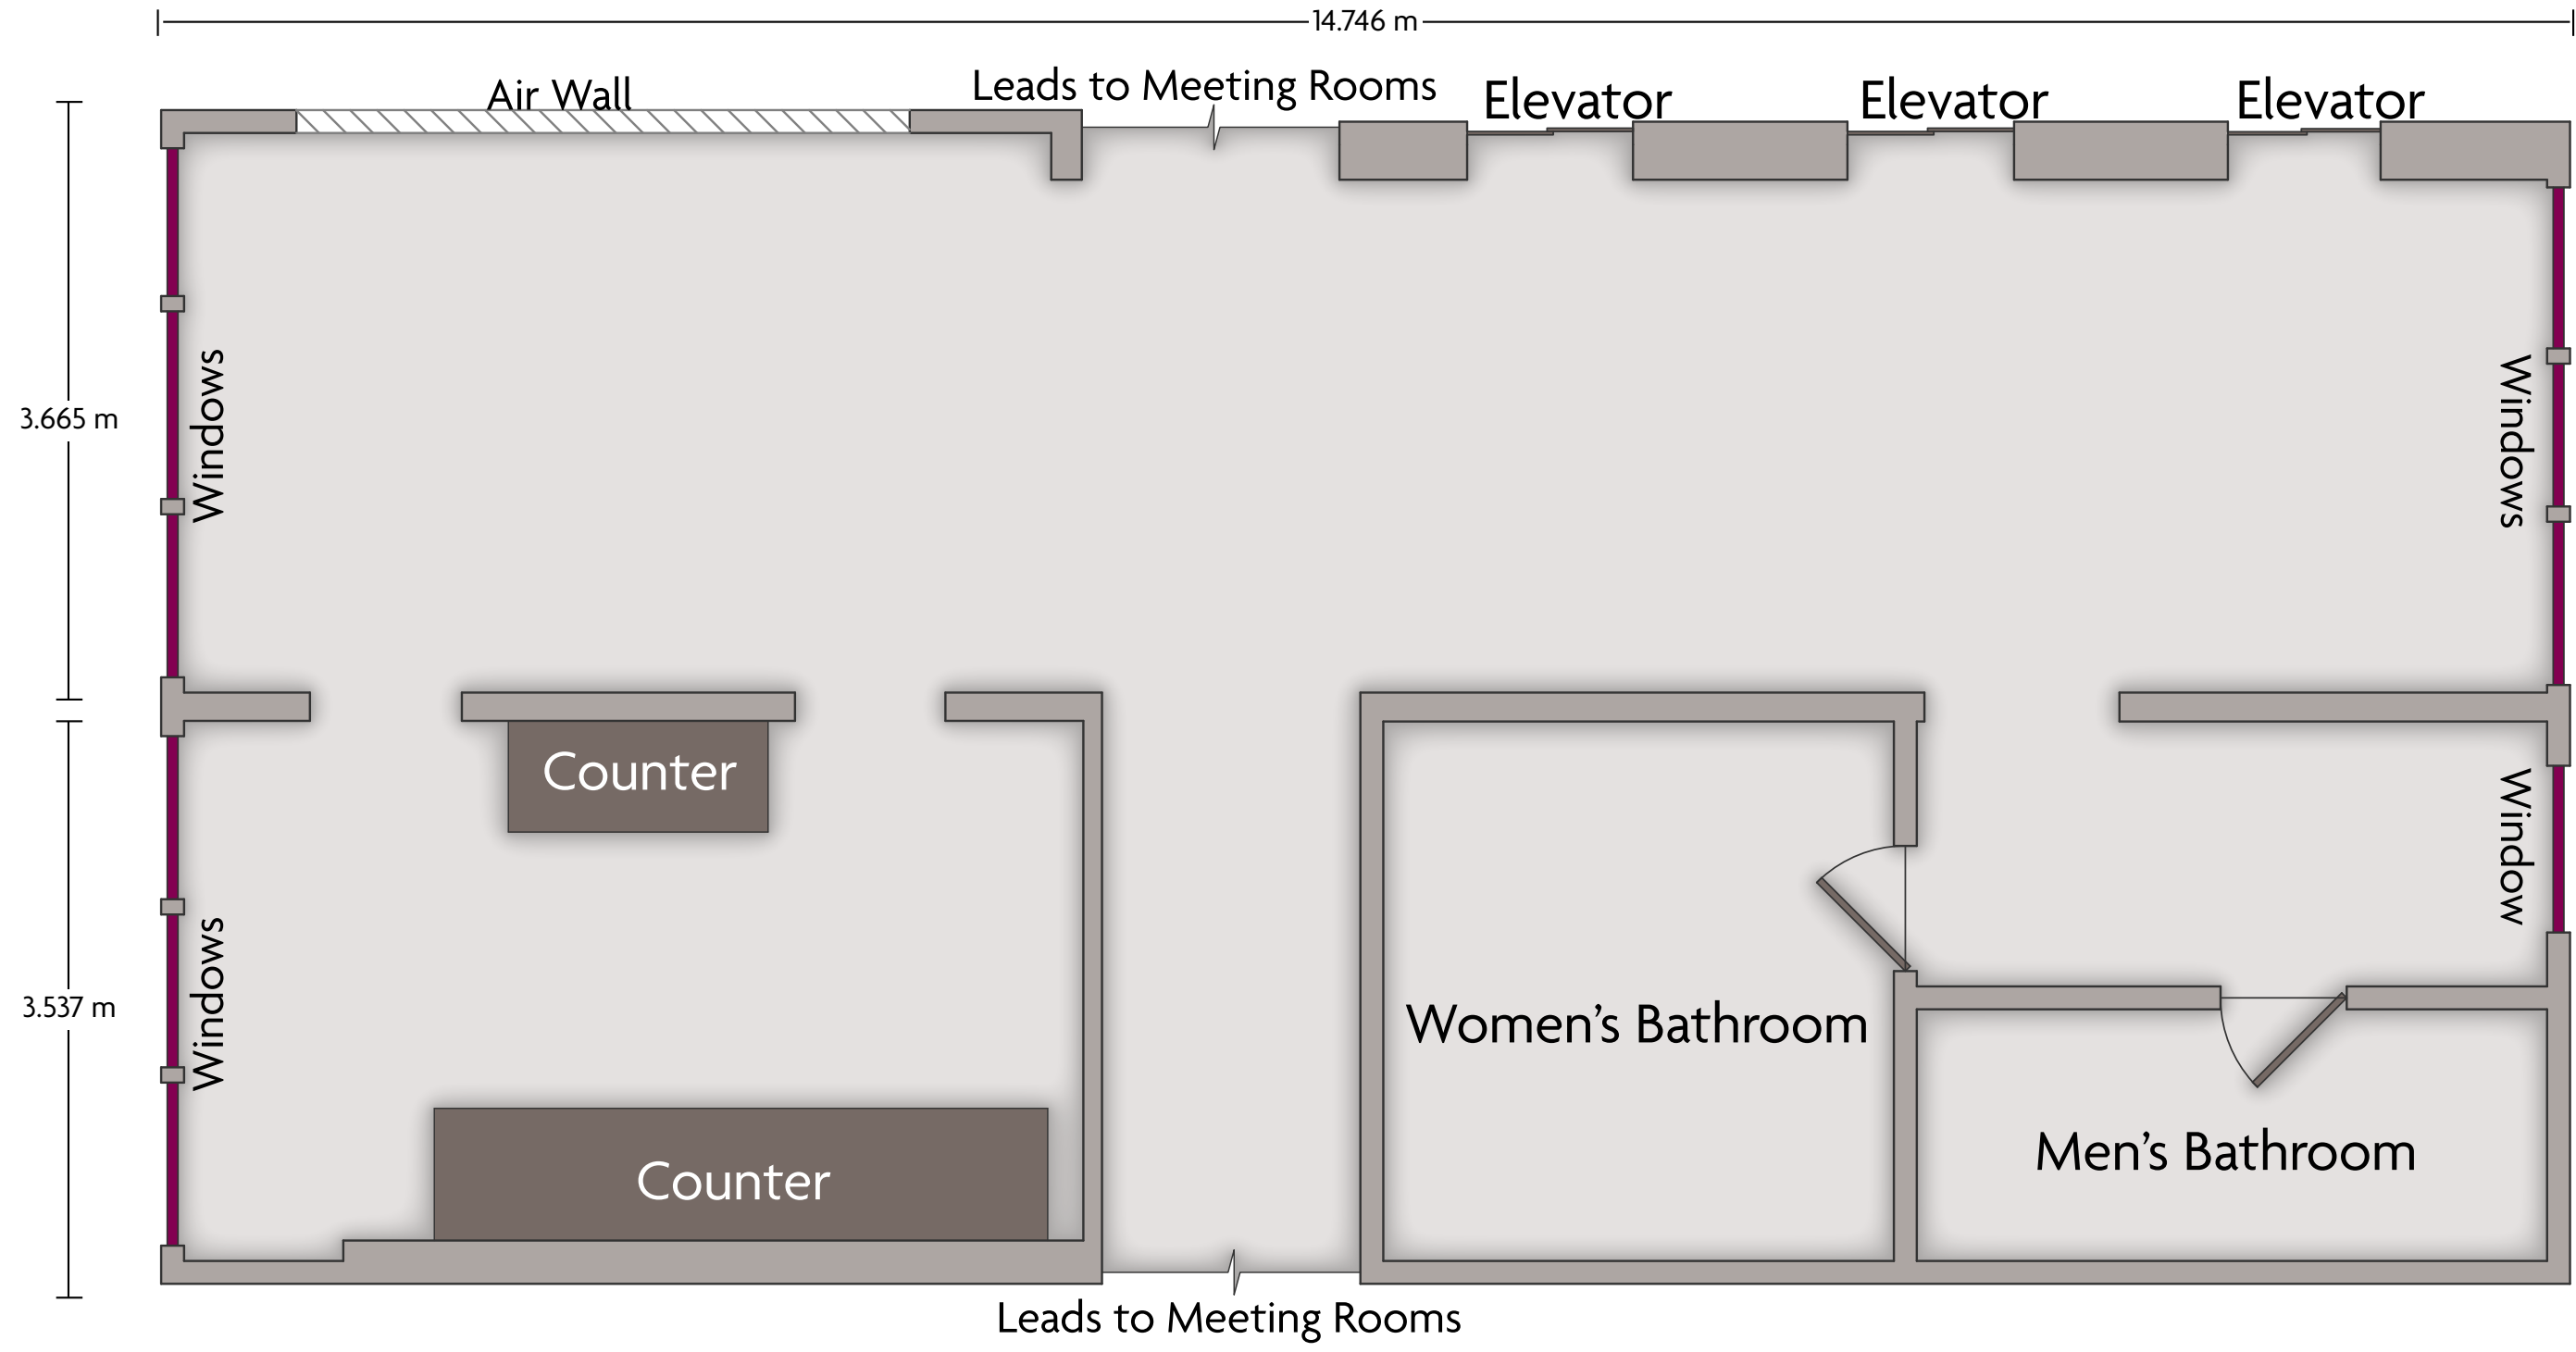 14.746 m
Air Wall
Leads to Meeting Rooms
Elevator
Elevator
Elevator
3.665 m
Windows
Windows
Counter
Window
3.537 m
Windows
Women's Bathroom
Men's Bathroom
Counter
Leads to Meeting Rooms